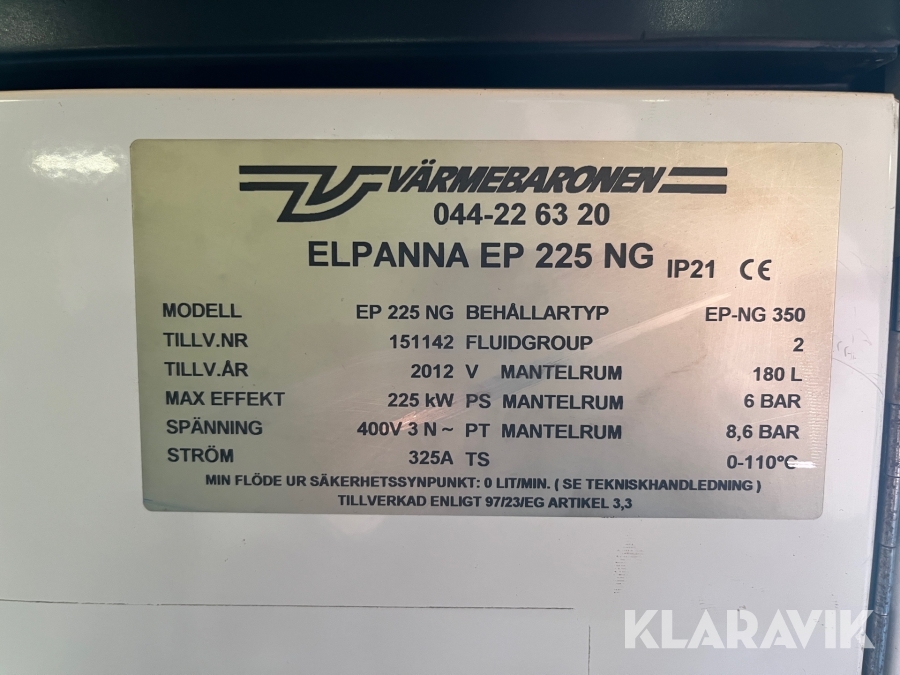 VÄRMEBARONEN
044-22 63 20
ELPANNA EP 225 NG IP21 CE
MODELL EP 225 NG BEHÅLLARTYP EP-NG 350
TILLV.NR 151142 FLUIDGROUP 2
TILLV.ÅR 2012 V MANTELRUM 180 L
MAX EFFEKT 225 kW PS MANTELRUM 6 BAR
SPÄNNING 400V 3 N ~ PT MANTELRUM 8,6 BAR
STRÖM 325A TS 0-110°C
MIN FLÖDE UR SÄKERHETSSYNPUNKT: 0 LIT/MIN. ( SE TEKNISKHANDLEDNING )
TILLVERKAD ENLIGT 97/23/EG ARTIKEL 3,3
KLARAVIK